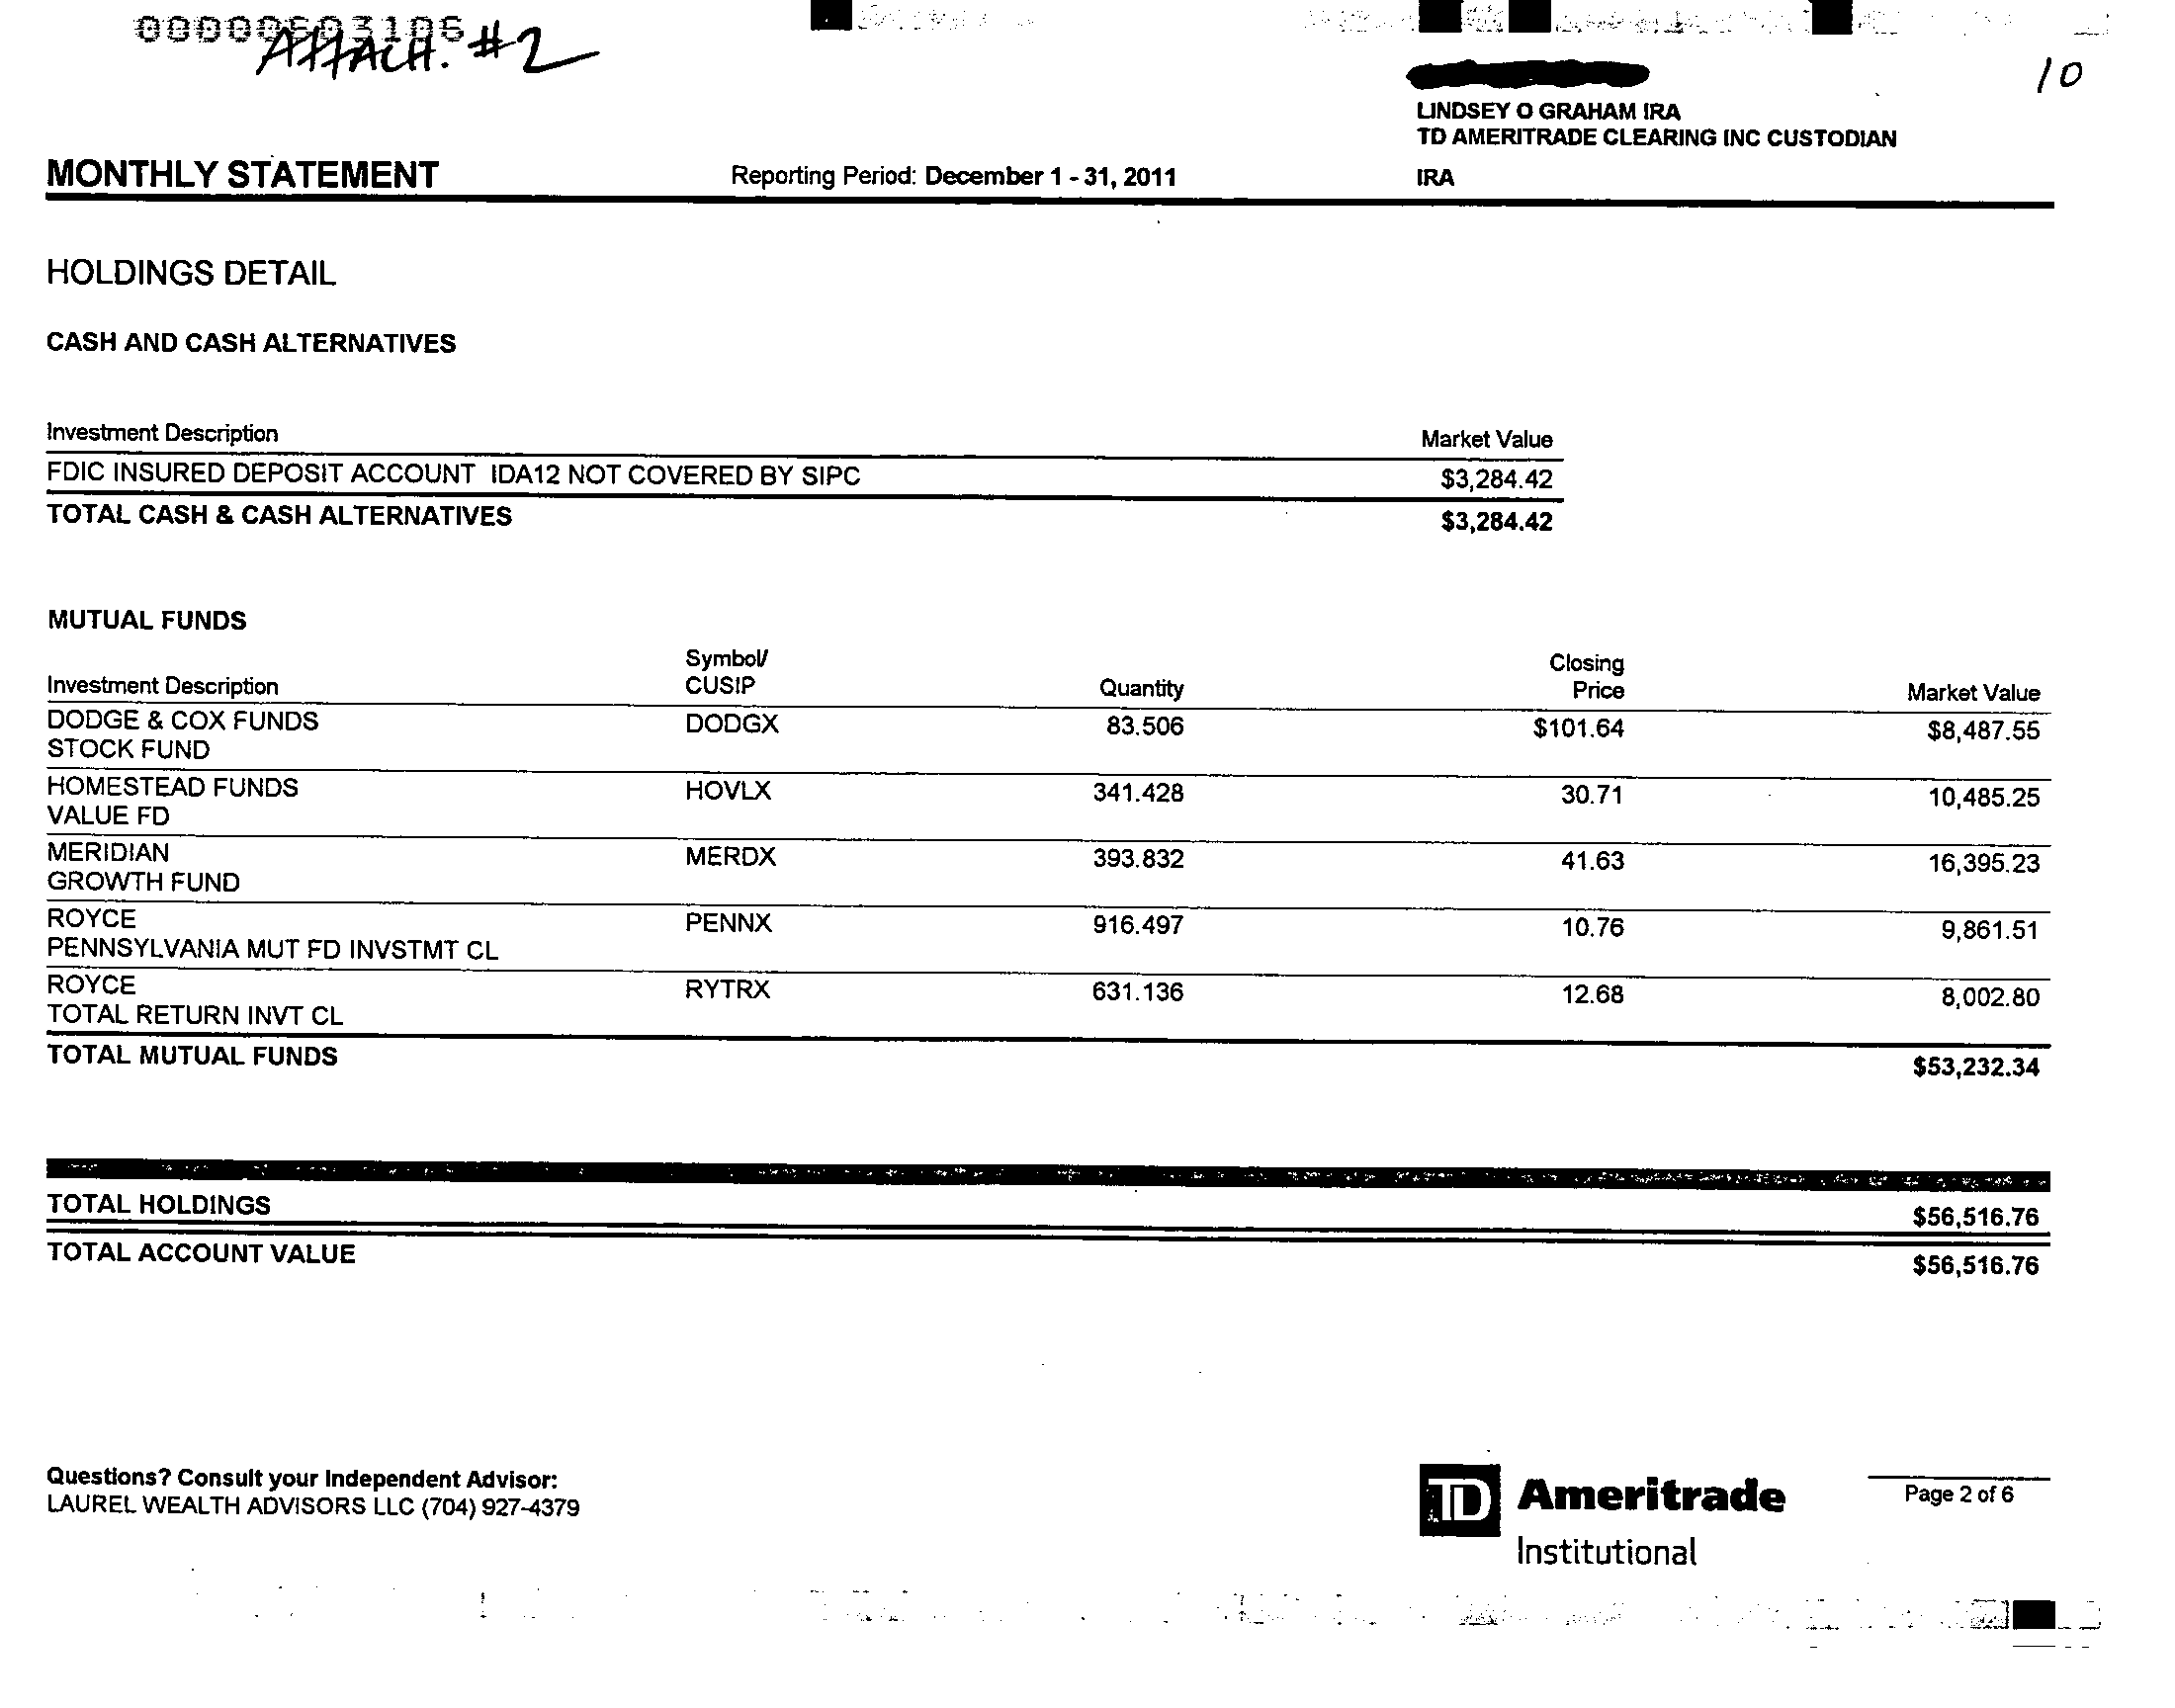 00000603106
ATTACH. #2
10
LINDSEY O GRAHAM IRA
TD AMERITRADE CLEARING INC CUSTODIAN
MONTHLY STATEMENT Reporting Period: December 1 - 31, 2011 IRA
HOLDINGS DETAIL
CASH AND CASH ALTERNATIVES
Investment Description Market Value
FDIC INSURED DEPOSIT ACCOUNT IDA12 NOT COVERED BY SIPC $3,284.42
TOTAL CASH & CASH ALTERNATIVES $3,284.42
MUTUAL FUNDS
Symbol/ Closing
Investment Description CUSIP Quantity Price Market Value
DODGE & COX FUNDS DODGX 83.506 $101.64 $8,487.55
STOCK FUND
HOMESTEAD FUNDS HOVLX 341.428 30.71 10,485.25
VALUE FD
MERIDIAN MERDX 393.832 41.63 16,395.23
GROWTH FUND
ROYCE PENNX 916.497 10.76 9,861.51
PENNSYLVANIA MUT FD INVSTMT CL
ROYCE RYTRX 631.136 12.68 8,002.80
TOTAL RETURN INVT CL
TOTAL MUTUAL FUNDS $53,232.34
TOTAL HOLDINGS $56,516.76
TOTAL ACCOUNT VALUE $56,516.76
Questions? Consult your Independent Advisor:
LAUREL WEALTH ADVISORS LLC (704) 927-4379
TD Ameritrade
Institutional
Page 2 of 6